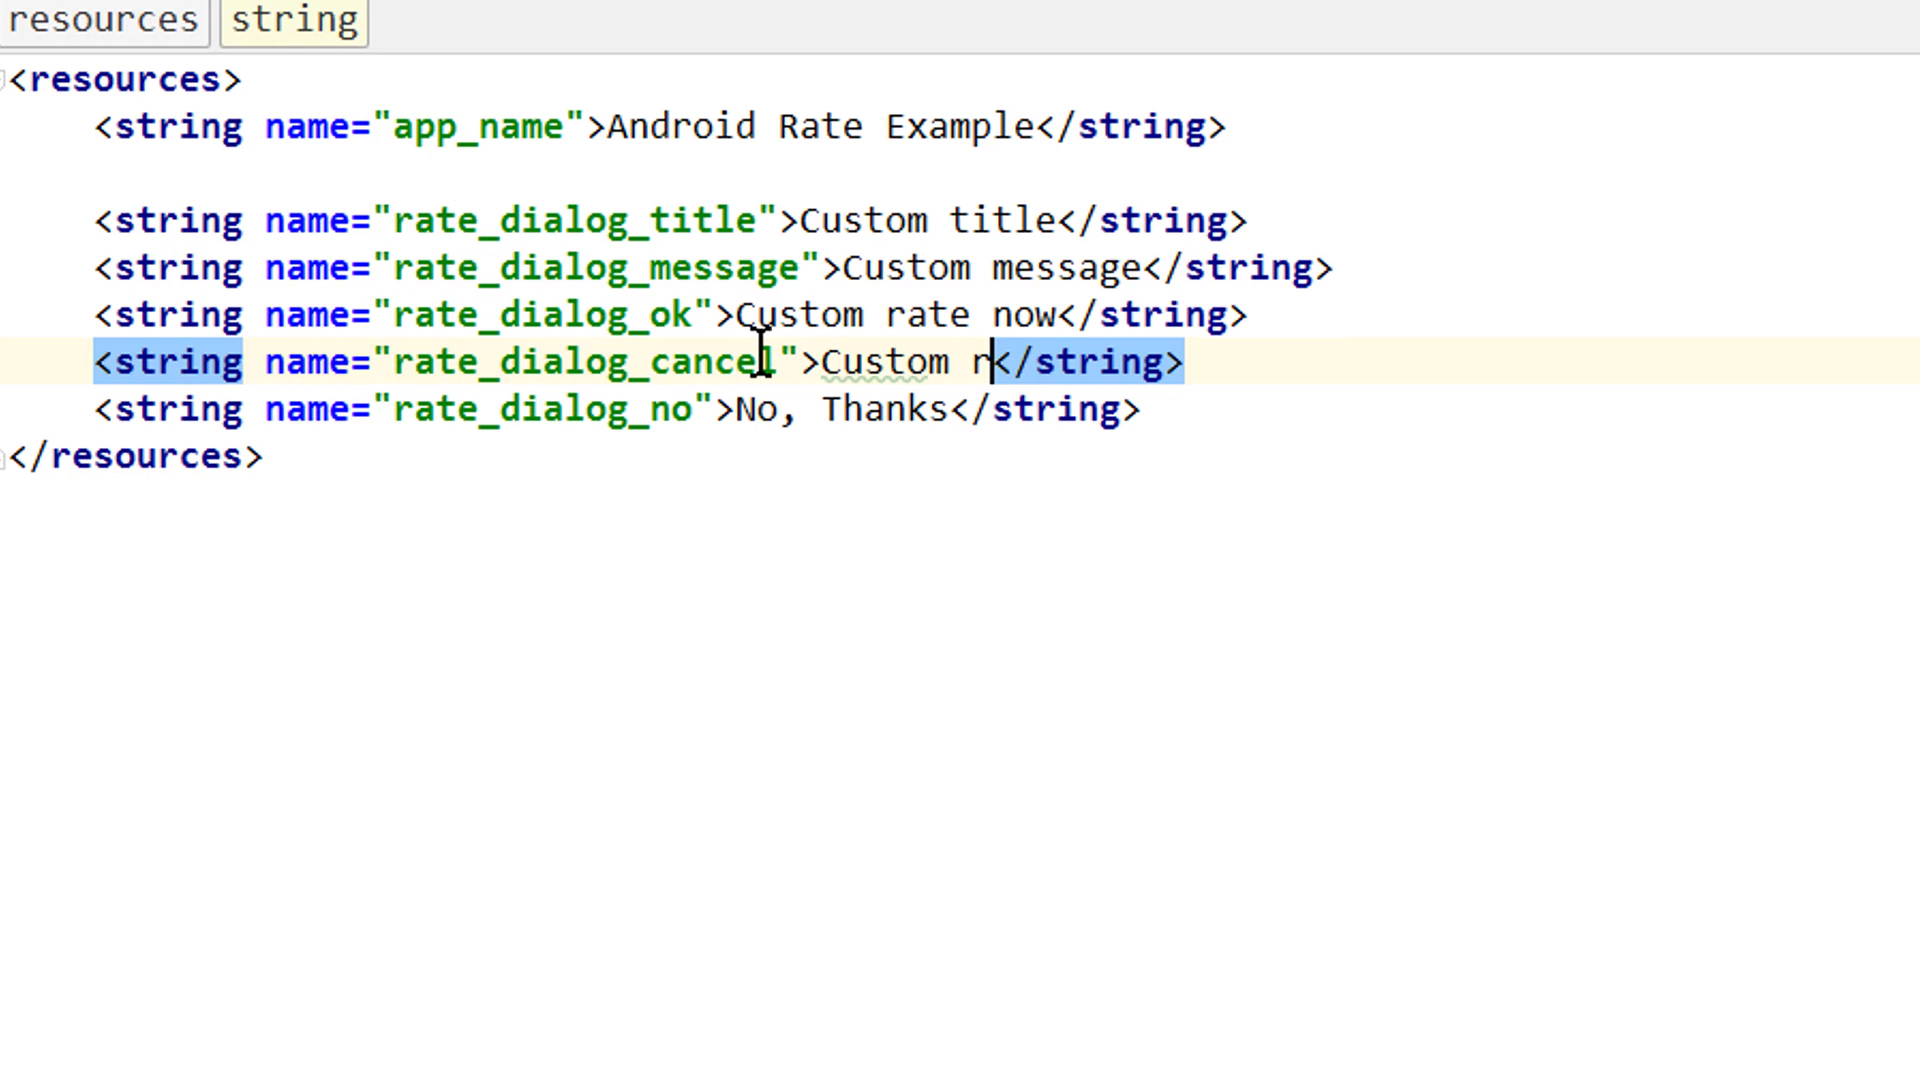 resources string
<resources>
<string name="app_name">Android Rate Example</string>
<string name="rate_dialog_title">Custom title</string>
<string name="rate_dialog_message">Custom message</string>
<string name="rate_dialog_ok">Custom rate now</string>
<string name="rate_dialog_cancel">Custom r</string>
<string name="rate_dialog_no">No, Thanks</string>
</resources>